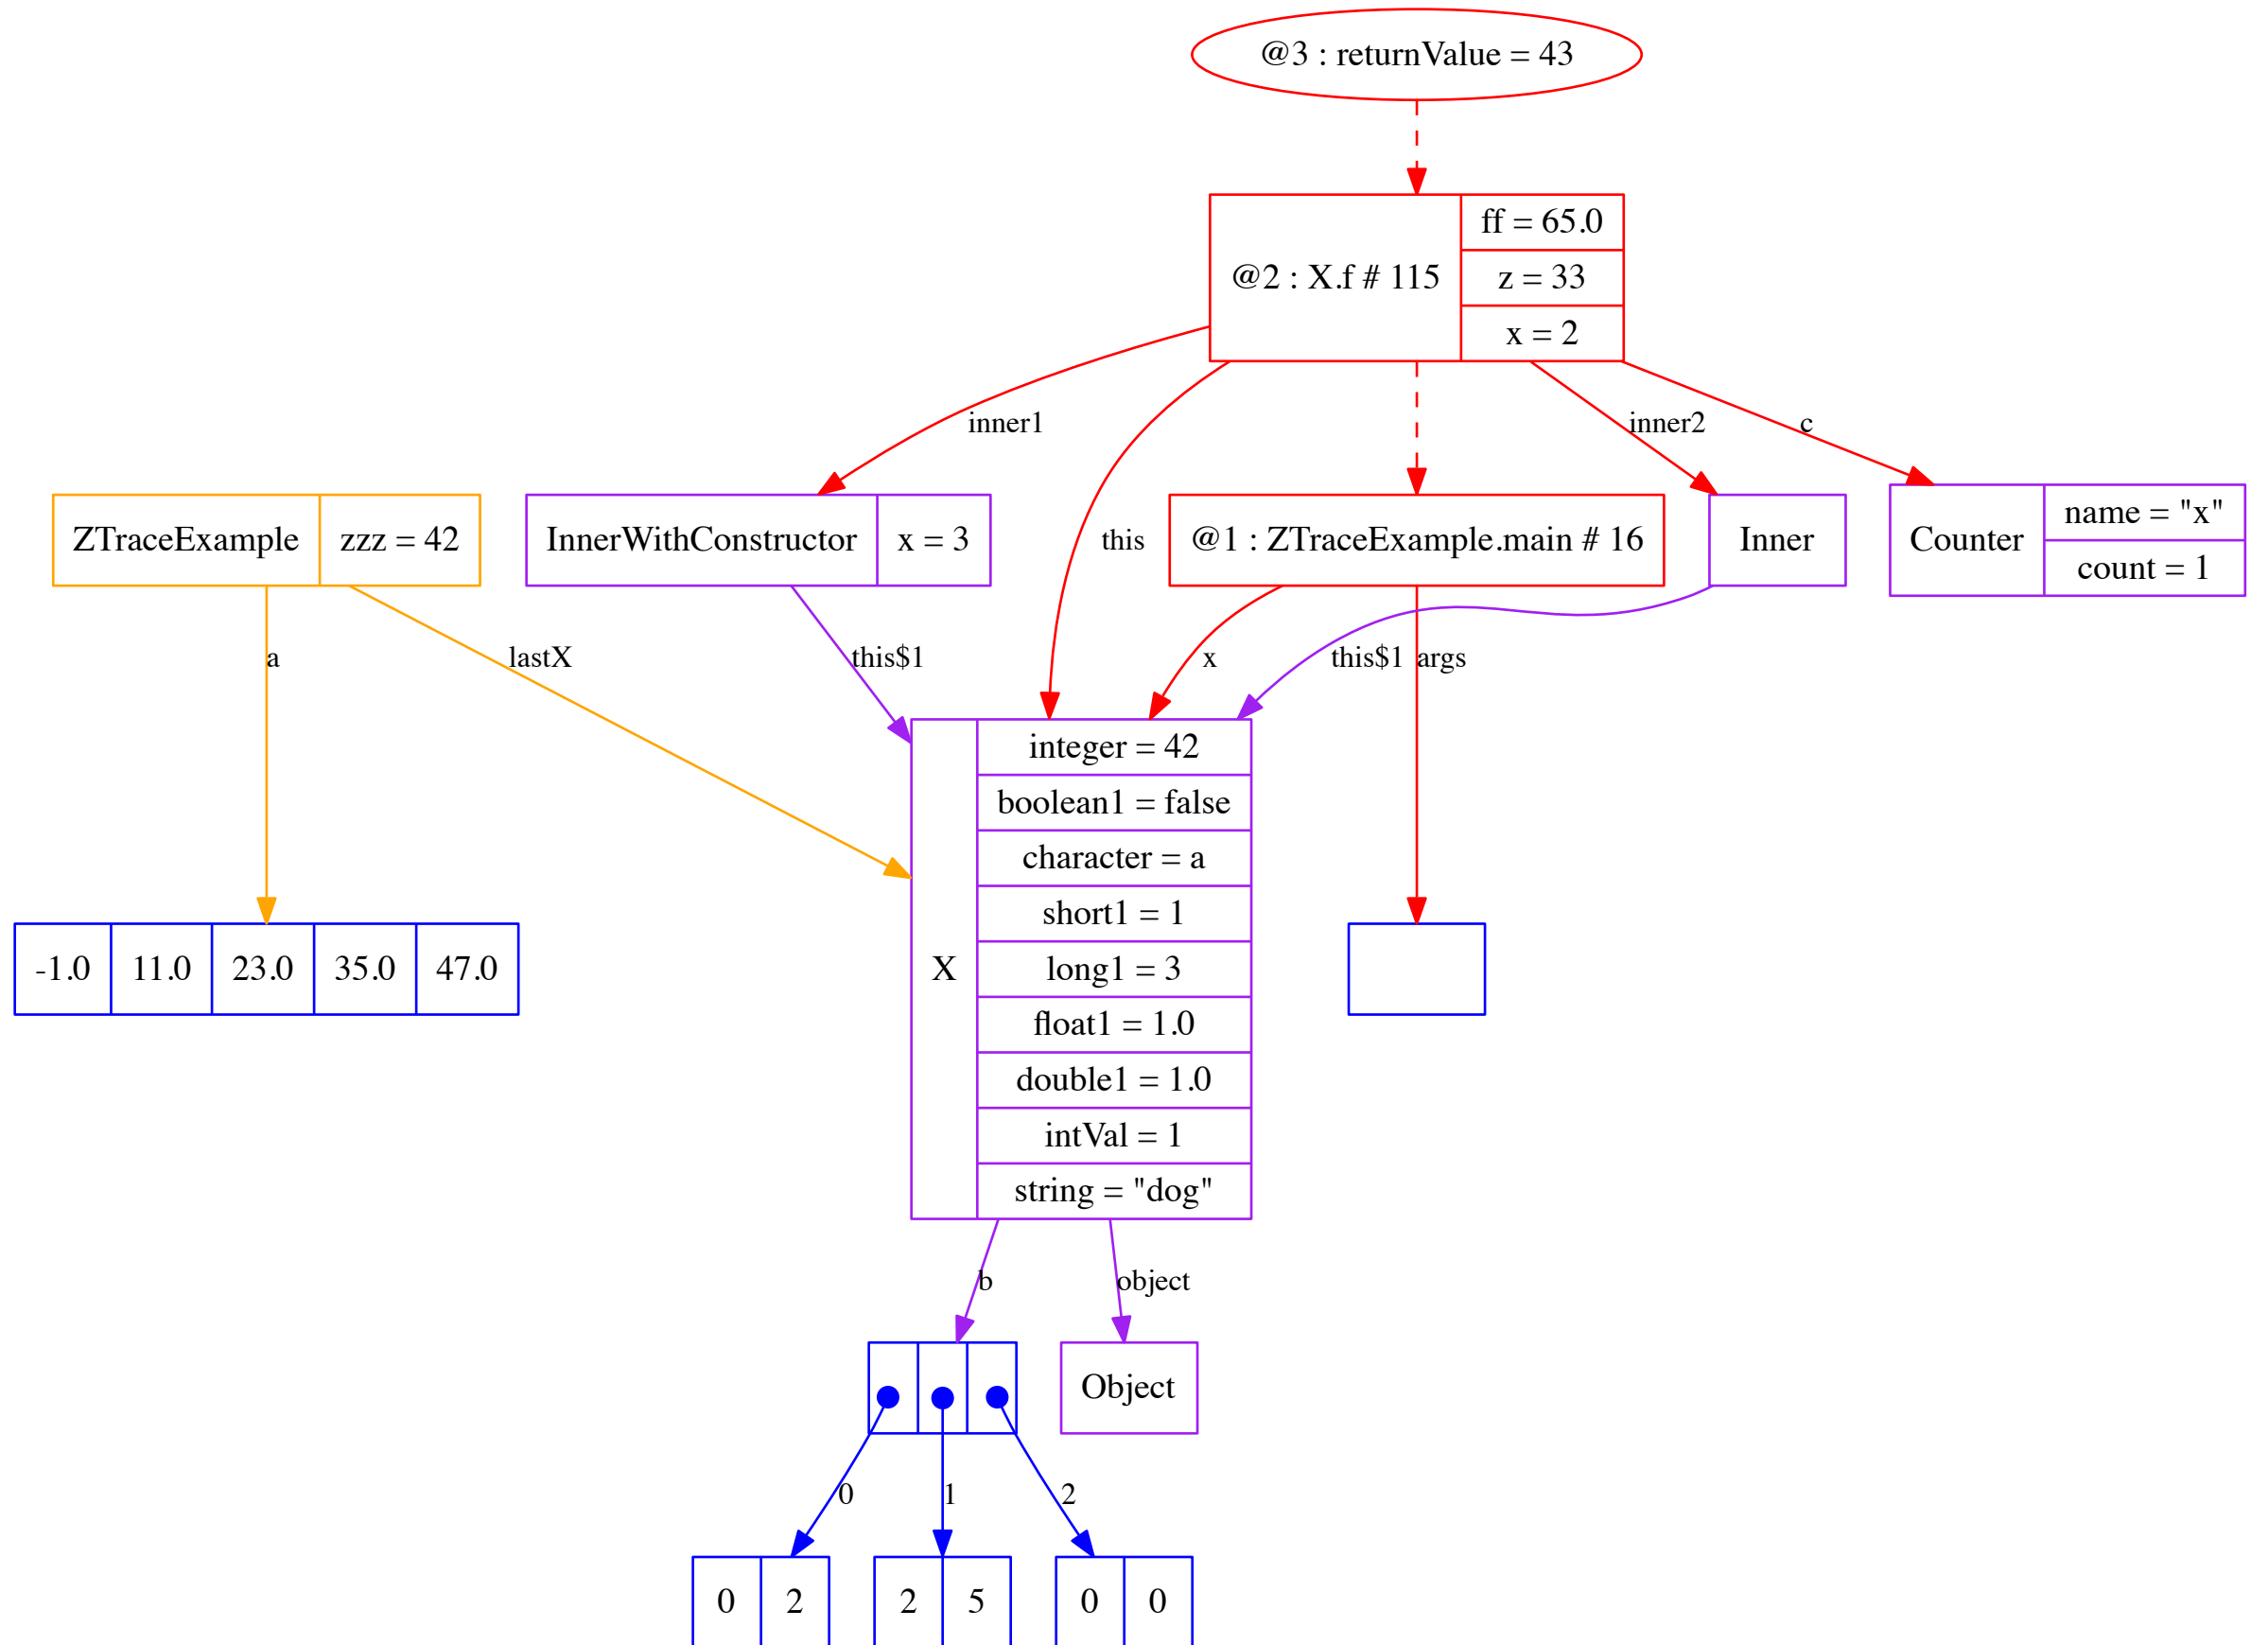 @3 : returnValue = 43
@2 : X.f # 115
ff = 65.0
z = 33
x = 2
inner1
this
inner2
c
ZTraceExample
zzz = 42
InnerWithConstructor
x = 3
@1 : ZTraceExample.main # 16
Inner
Counter
name = "x"
count = 1
a
lastX
this$1
x
this$1
args
-1.0
11.0
23.0
35.0
47.0
X
integer = 42
boolean1 = false
character = a
short1 = 1
long1 = 3
float1 = 1.0
double1 = 1.0
intVal = 1
string = "dog"
b
object
Object
0
1
2
0
2
2
5
0
0